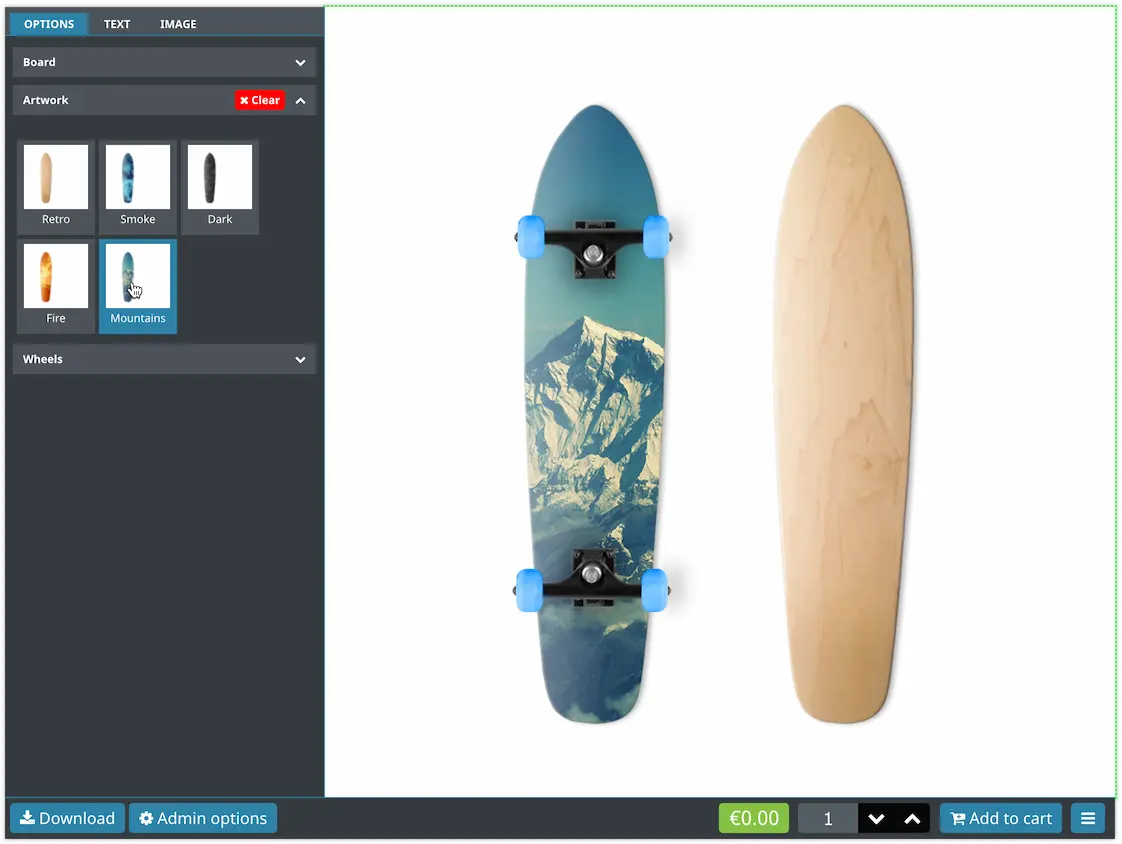 OPTIONS TEXT IMAGE
Board
Artwork Clear
Retro Smoke Dark
Fire Mountains
Wheels
Download Admin options €0.00 1 Add to cart